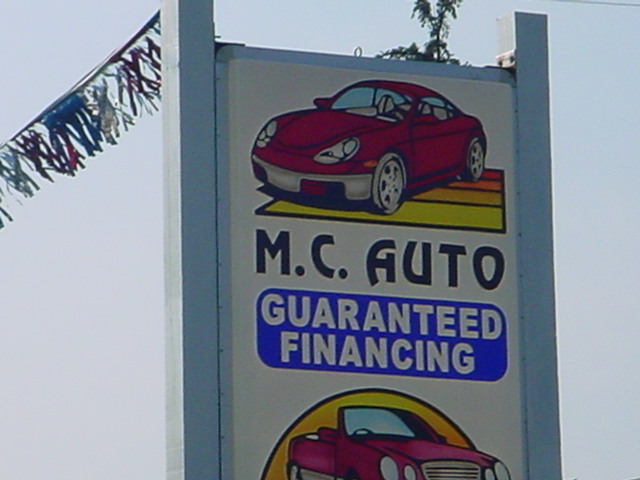 M.C. AUTO
GUARANTEED
FINANCING